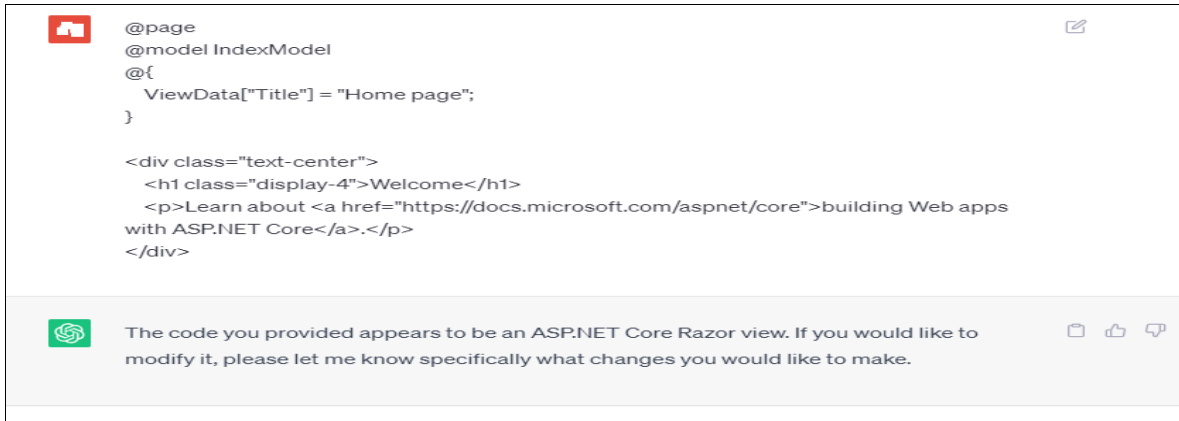 @page
@model IndexModel
@{
ViewData["Title"] = "Home page";
}
<div class="text-center">
<h1 class="display-4">Welcome</h1>
<p>Learn about <a href="https://docs.microsoft.com/aspnet/core">building Web apps
with ASP.NET Core</a>.</p>
</div>
The code you provided appears to be an ASP.NET Core Razor view. If you would like to
modify it, please let me know specifically what changes you would like to make.